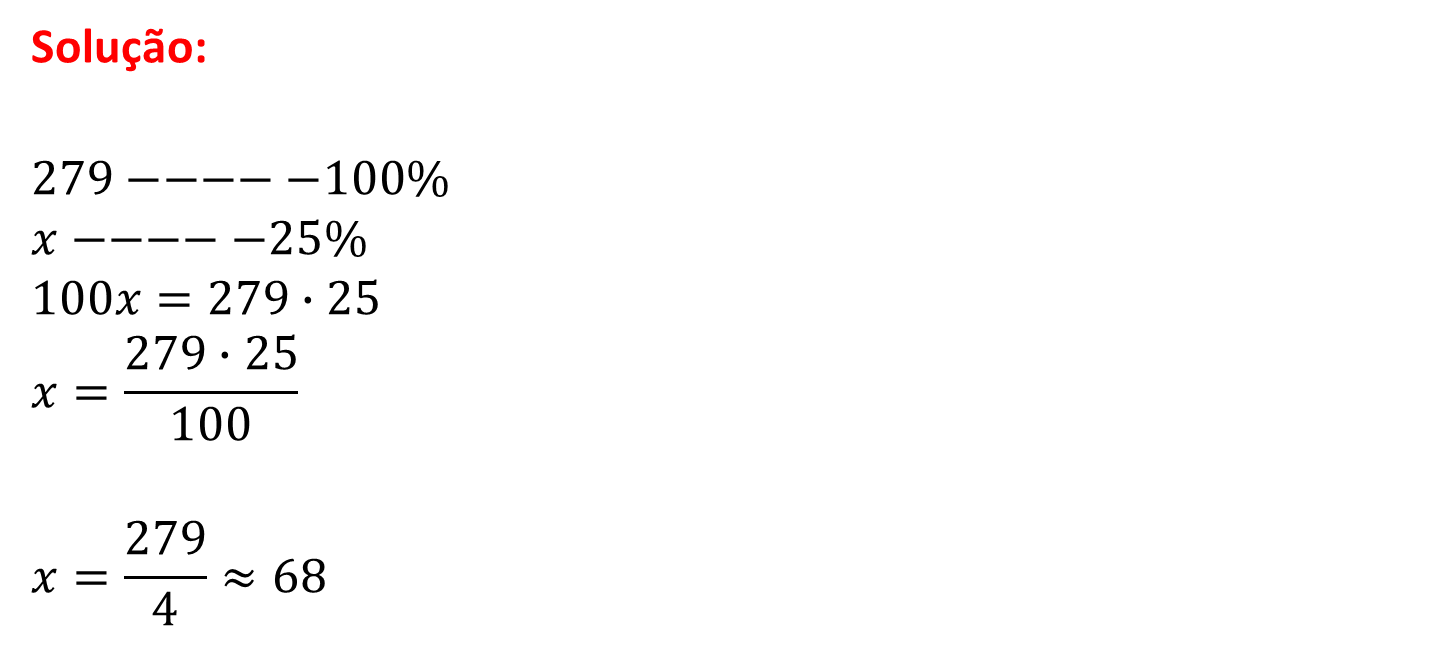 Solução:
279 −−−− −100%
x −−−− −25%
100x = 279 · 25
x = 279 · 25 / 100
x = 279 / 4 ≈ 68